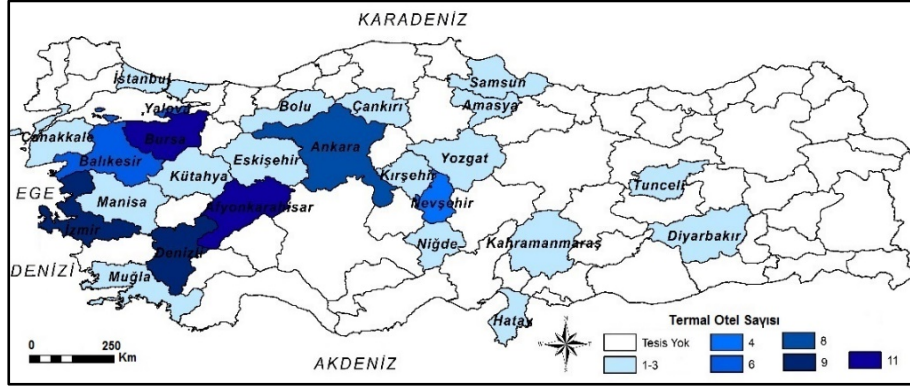 KARADENİZ
İstanbul
Samsun
Yalova
Bolu
Çankırı
Amasya
Çanakkale
Bursa
Ankara
Balıkesir
Eskişehir
Yozgat
Kütahya
Kırşehir
Tunceli
EGE
Manisa
Afyonkarahisar
Nevşehir
İzmir
Denizli
Niğde
Kahramanmaraş
Diyarbakır
DENİZİ
Muğla
Hatay
Termal Otel Sayısı
Tesis Yok
4
8
1-3
6
9
11
0
250
Km
AKDENİZ